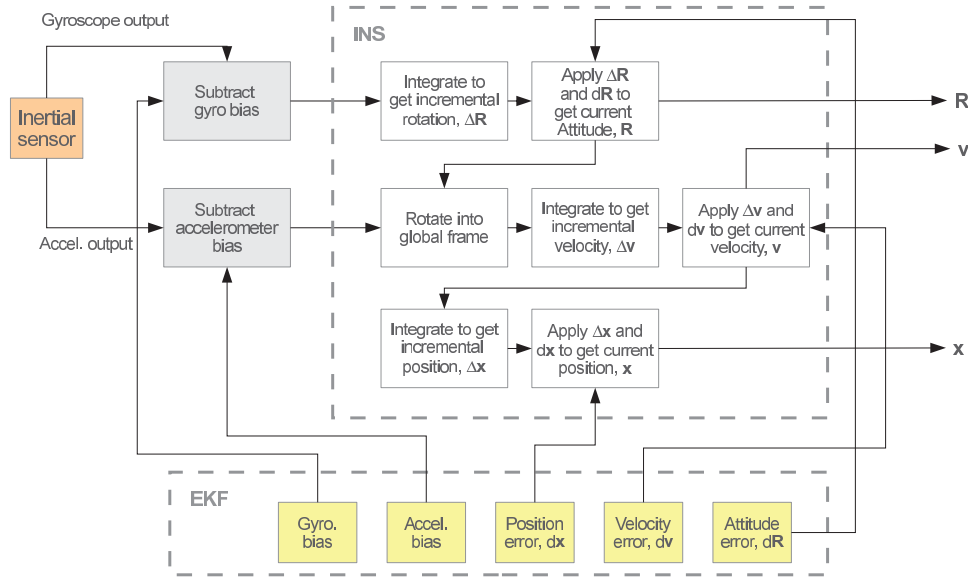 Gyroscope output
INS
Inertial
sensor
Subtract
gyro bias
Integrate to
get incremental
rotation, ΔR
Apply ΔR
and dR to
get current
Attitude, R
R
v
Accel. output
Subtract
accelerometer
bias
Rotate into
global frame
Integrate to get
incremental
velocity, Δv
Apply Δv and
dv to get current
velocity, v
Integrate to get
incremental
position, Δx
Apply Δx and
dx to get current
position, x
x
EKF
Gyro.
bias
Accel.
bias
Position
error, dx
Velocity
error, dv
Attitude
error, dR